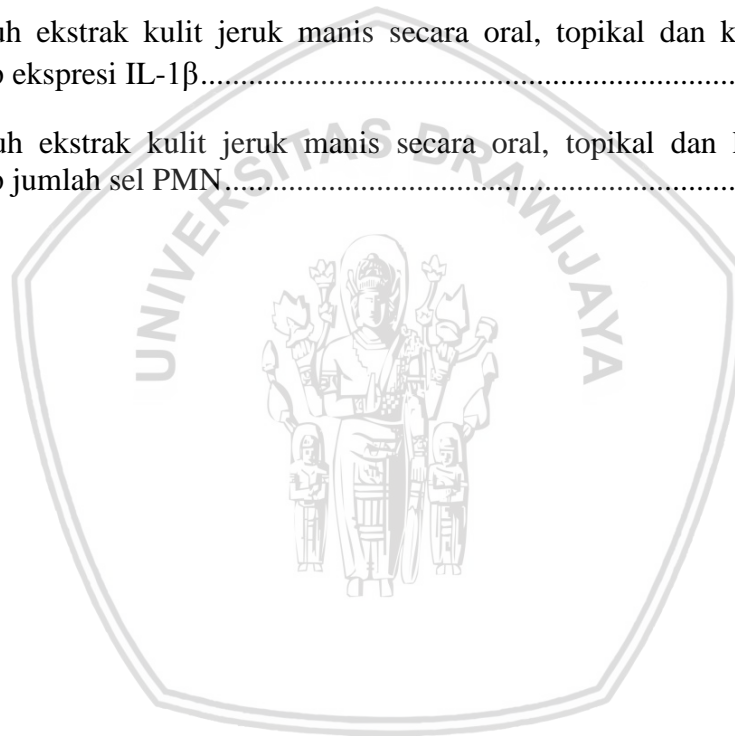 uh ekstrak kulit jeruk manis secara oral, topikal dan k
o ekspresi IL-1β.......................................................................
uh ekstrak kulit jeruk manis secara oral, topikal dan
o jumlah sel PMN...................................................................
UNIVERSITAS BRAWIJAYA